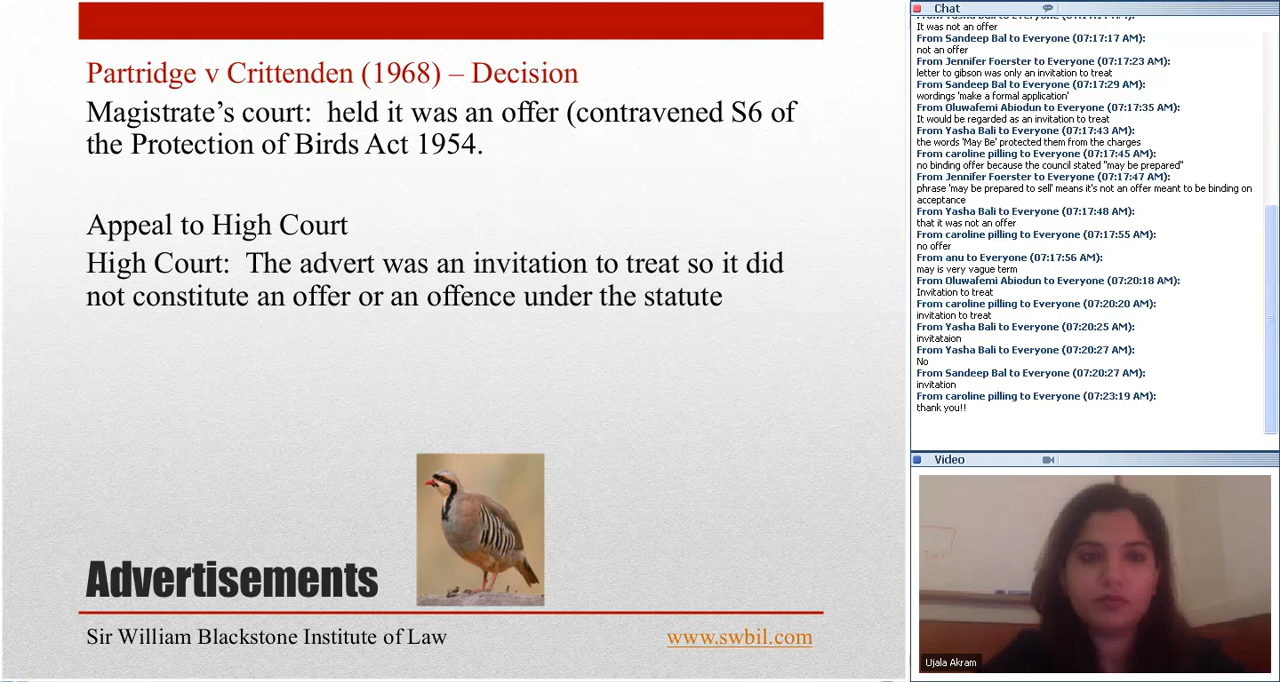 Partridge v Crittenden (1968) – Decision
Magistrate's court:  held it was an offer (contravened S6 of
the Protection of Birds Act 1954.
Appeal to High Court
High Court:  The advert was an invitation to treat so it did
not constitute an offer or an offence under the statute
Advertisements
Sir William Blackstone Institute of Law
www.swbil.com
Chat
It was not an offer
From Sandeep Bal to Everyone (07:17:17 AM):
not an offer
From Jennifer Foerster to Everyone (07:17:23 AM):
letter to gibson was only an invitation to treat
From Sandeep Bal to Everyone (07:17:29 AM):
wordings 'make a formal application'
From Oluwafemi Abiodun to Everyone (07:17:35 AM):
It would be regarded as an invitation to treat
From Yasha Bali to Everyone (07:17:43 AM):
the words 'May Be' protected them from the charges
From caroline pilling to Everyone (07:17:45 AM):
no binding offer because the council stated "may be prepared"
From Jennifer Foerster to Everyone (07:17:47 AM):
phrase 'may be prepared to sell' means it's not an offer meant to be binding on
acceptance
From Yasha Bali to Everyone (07:17:48 AM):
that it was not an offer
From caroline pilling to Everyone (07:17:55 AM):
no offer
From anu to Everyone (07:17:56 AM):
may is very vague term
From Oluwafemi Abiodun to Everyone (07:20:18 AM):
Invitation to treat
From caroline pilling to Everyone (07:20:20 AM):
invitation to treat
From Yasha Bali to Everyone (07:20:25 AM):
invitataion
From Yasha Bali to Everyone (07:20:27 AM):
No
From Sandeep Bal to Everyone (07:20:27 AM):
invitation
From caroline pilling to Everyone (07:23:19 AM):
thank you!!
Video
Ujala Akram